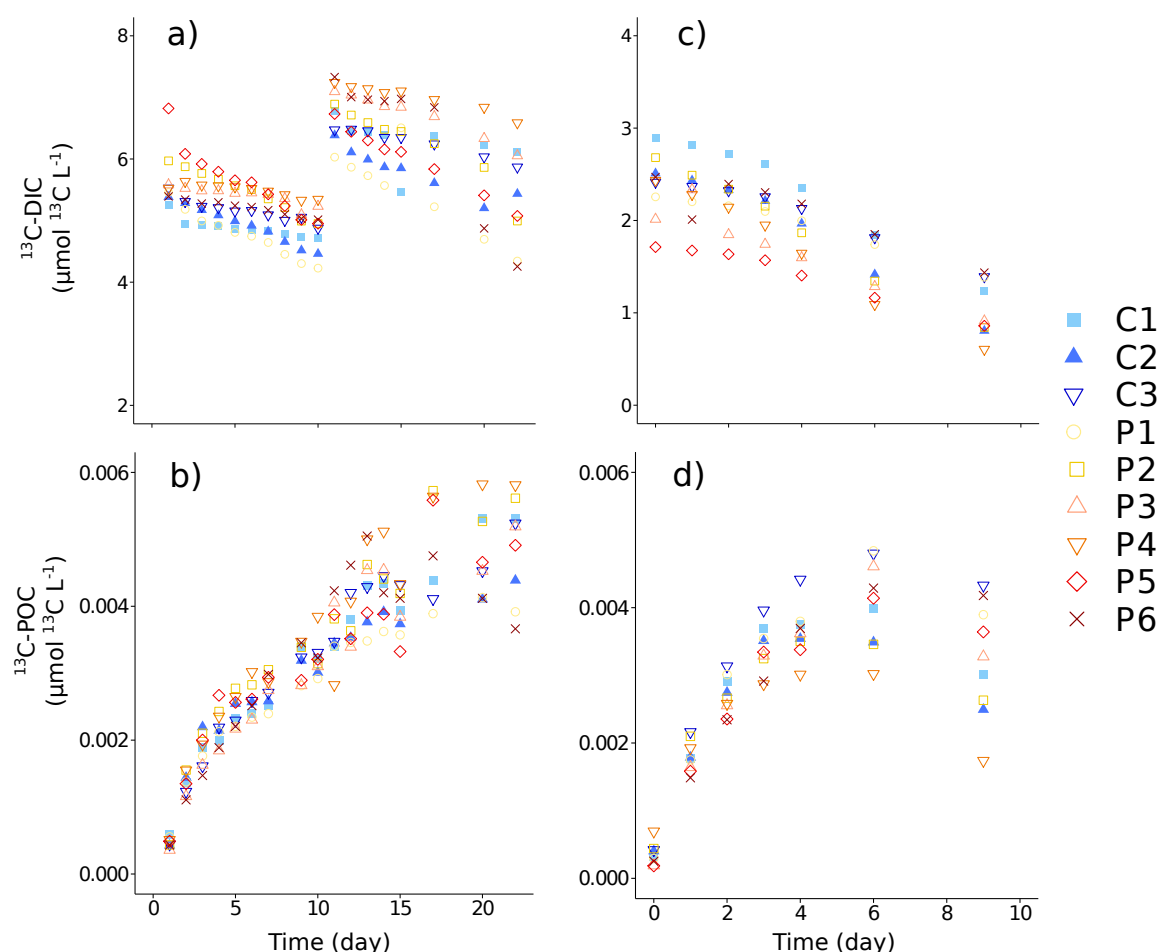 a)
c)
8
6
4
2
4
3
2
1
0
¹³C-DIC
(µmol ¹³C L⁻¹)
b)
d)
0.006
0.004
0.002
0.000
0.006
0.004
0.002
0.000
¹³C-POC
(µmol ¹³C L⁻¹)
0 5 10 15 20
0 2 4 6 8 10
Time (day)
Time (day)
C1
C2
C3
P1
P2
P3
P4
P5
P6